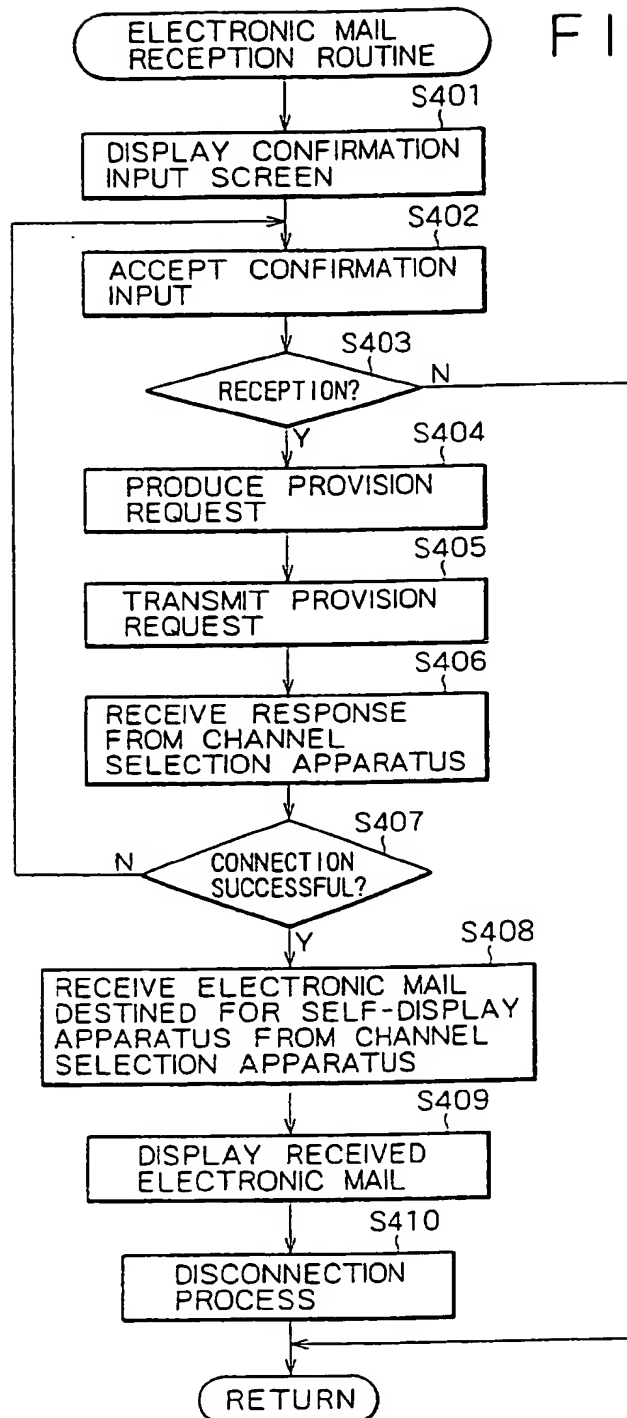 ELECTRONIC MAIL
RECEPTION ROUTINE
FI
S401
DISPLAY CONFIRMATION
INPUT SCREEN
S402
ACCEPT CONFIRMATION
INPUT
S403
RECEPTION?
N
Y
S404
PRODUCE PROVISION
REQUEST
S405
TRANSMIT PROVISION
REQUEST
S406
RECEIVE RESPONSE
FROM CHANNEL
SELECTION APPARATUS
S407
N
CONNECTION
SUCCESSFUL?
Y
S408
RECEIVE ELECTRONIC MAIL
DESTINED FOR SELF-DISPLAY
APPARATUS FROM CHANNEL
SELECTION APPARATUS
S409
DISPLAY RECEIVED
ELECTRONIC MAIL
S410
DISCONNECTION
PROCESS
RETURN